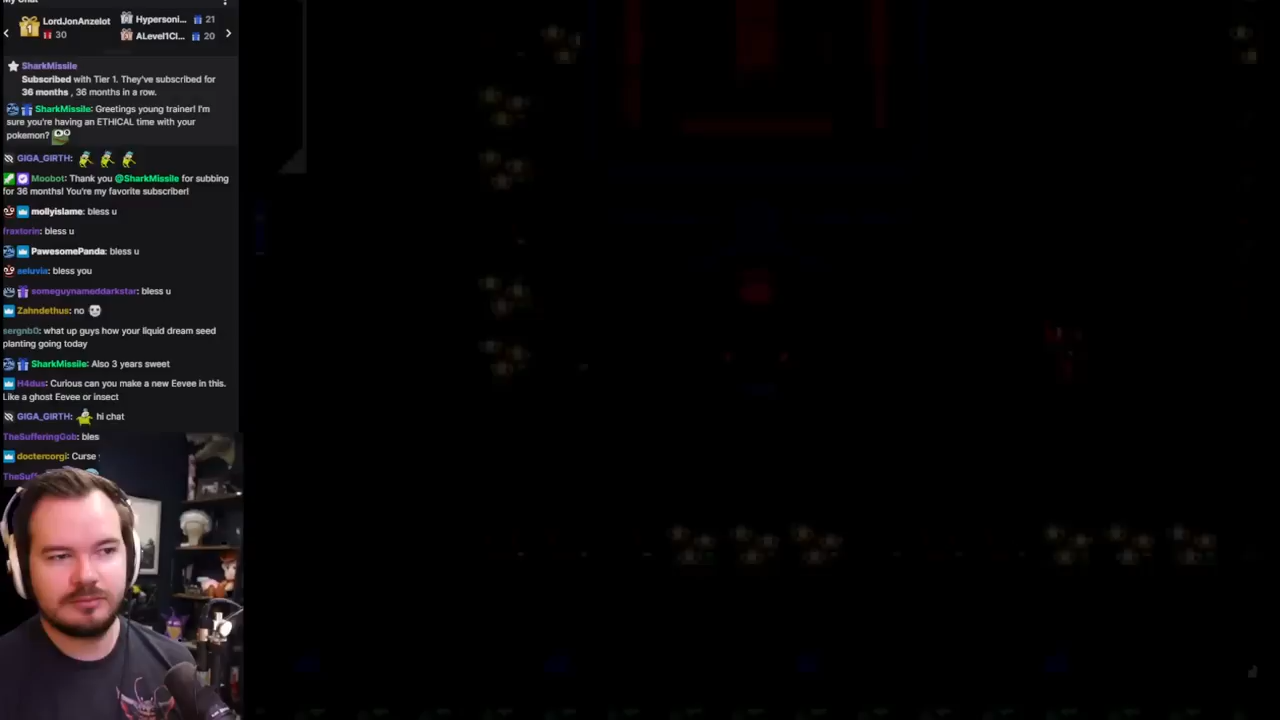 My Chat
LordJonAnzelot
30
Hypersoni... 21
ALevel1Cl... 20
SharkMissile
Subscribed with Tier 1. They've subscribed for
36 months , 36 months in a row.
SharkMissile: Greetings young trainer! I'm
sure you're having an ETHICAL time with your
pokemon?
GIGA_GIRTH:
Moobot: Thank you @SharkMissile for subbing
for 36 months! You're my favorite subscriber!
mollyislame: bless u
fraxtorin: bless u
PawesomePanda: bless u
aeluvia: bless you
someguynameddarkstar: bless u
Zahndethus: no
sergnb0: what up guys how your liquid dream seed
planting going today
SharkMissile: Also 3 years sweet
H4dus: Curious can you make a new Eevee in this.
Like a ghost Eevee or insect
GIGA_GIRTH: hi chat
TheSufferingGob: bles
doctercorgi: Curse
TheSuff